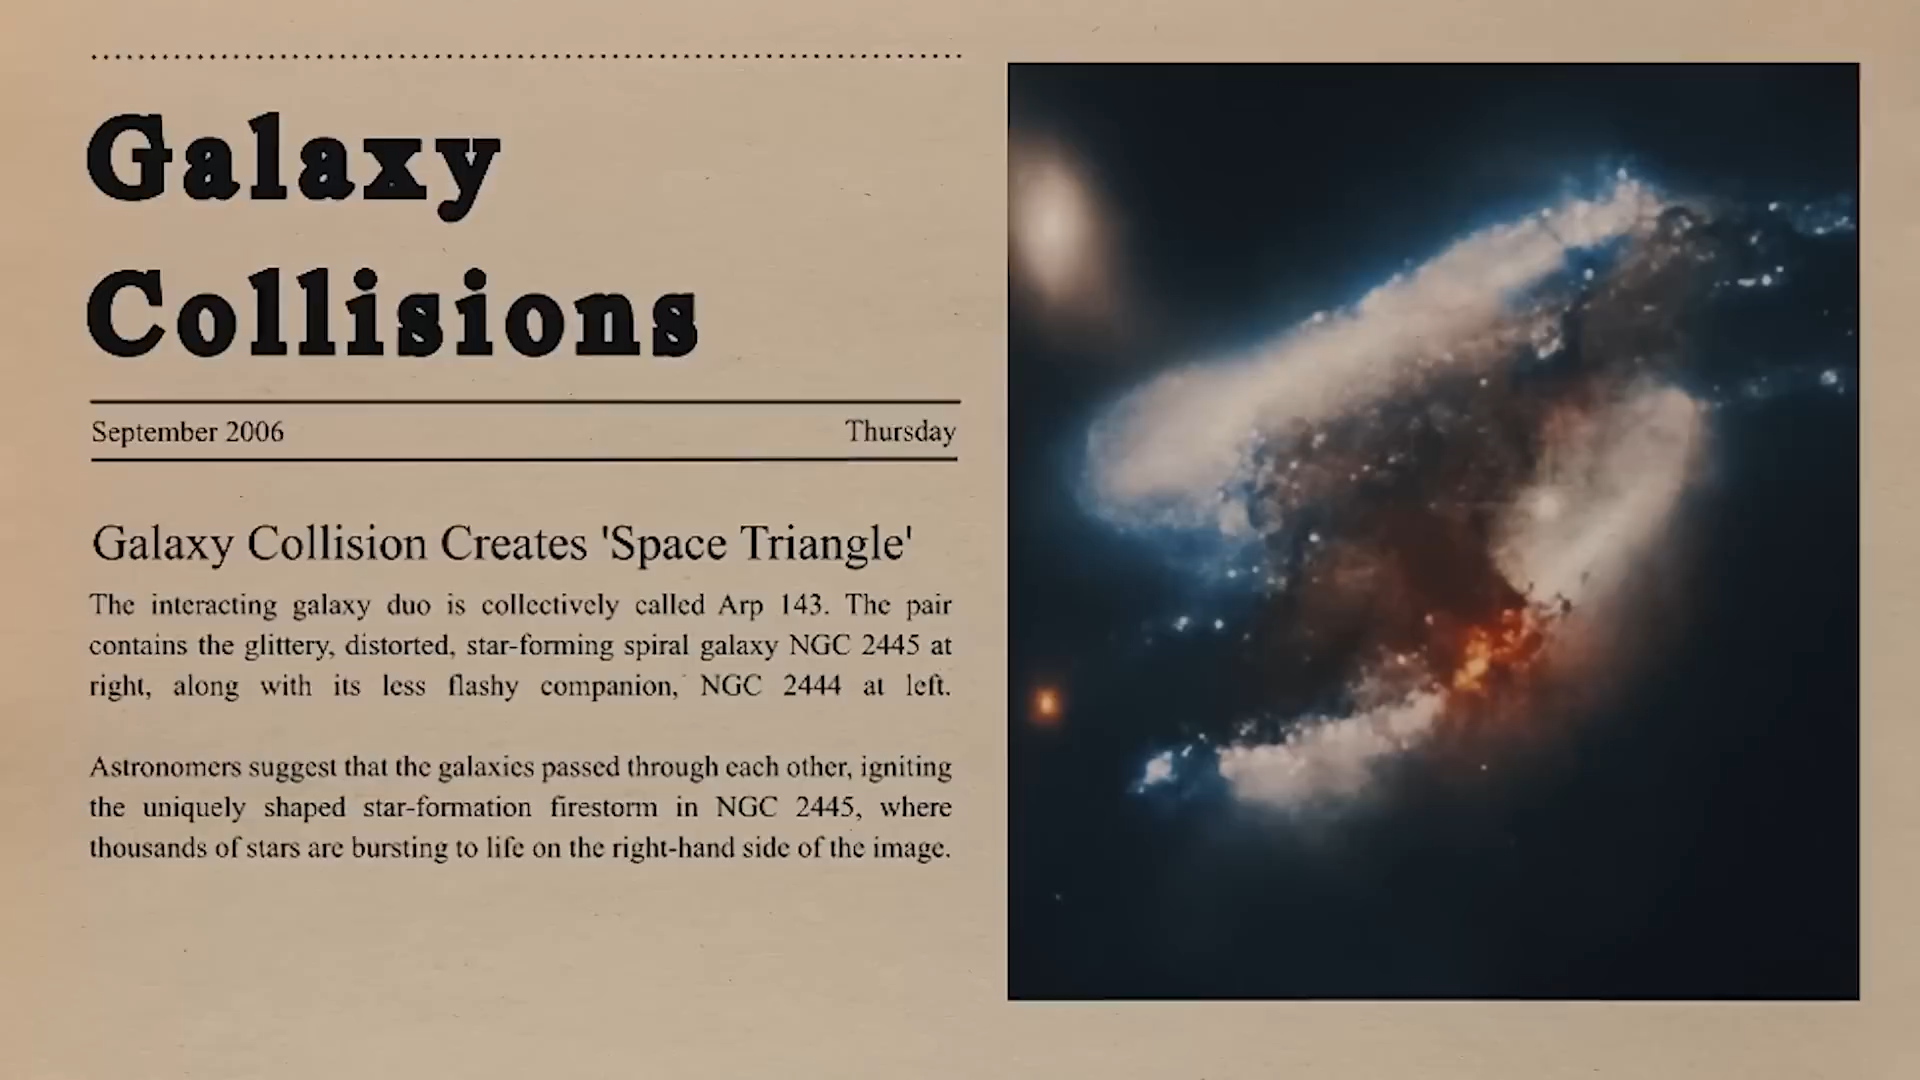 Galaxy
Collisions
September 2006 Thursday
Galaxy Collision Creates 'Space Triangle'
The interacting galaxy duo is collectively called Arp 143. The pair
contains the glittery, distorted, star-forming spiral galaxy NGC 2445 at
right, along with its less flashy companion, NGC 2444 at left.
Astronomers suggest that the galaxies passed through each other, igniting
the uniquely shaped star-formation firestorm in NGC 2445, where
thousands of stars are bursting to life on the right-hand side of the image.